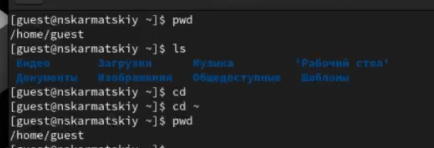 [guest@nskarmatskiy ~]$ pwd
/home/guest
[guest@nskarmatskiy ~]$ ls
Видео Загрузки Музыка 'Рабочий стол'
Документы Изображения Общедоступные Шаблоны
[guest@nskarmatskiy ~]$ cd
[guest@nskarmatskiy ~]$ cd ~
[guest@nskarmatskiy ~]$ pwd
/home/guest